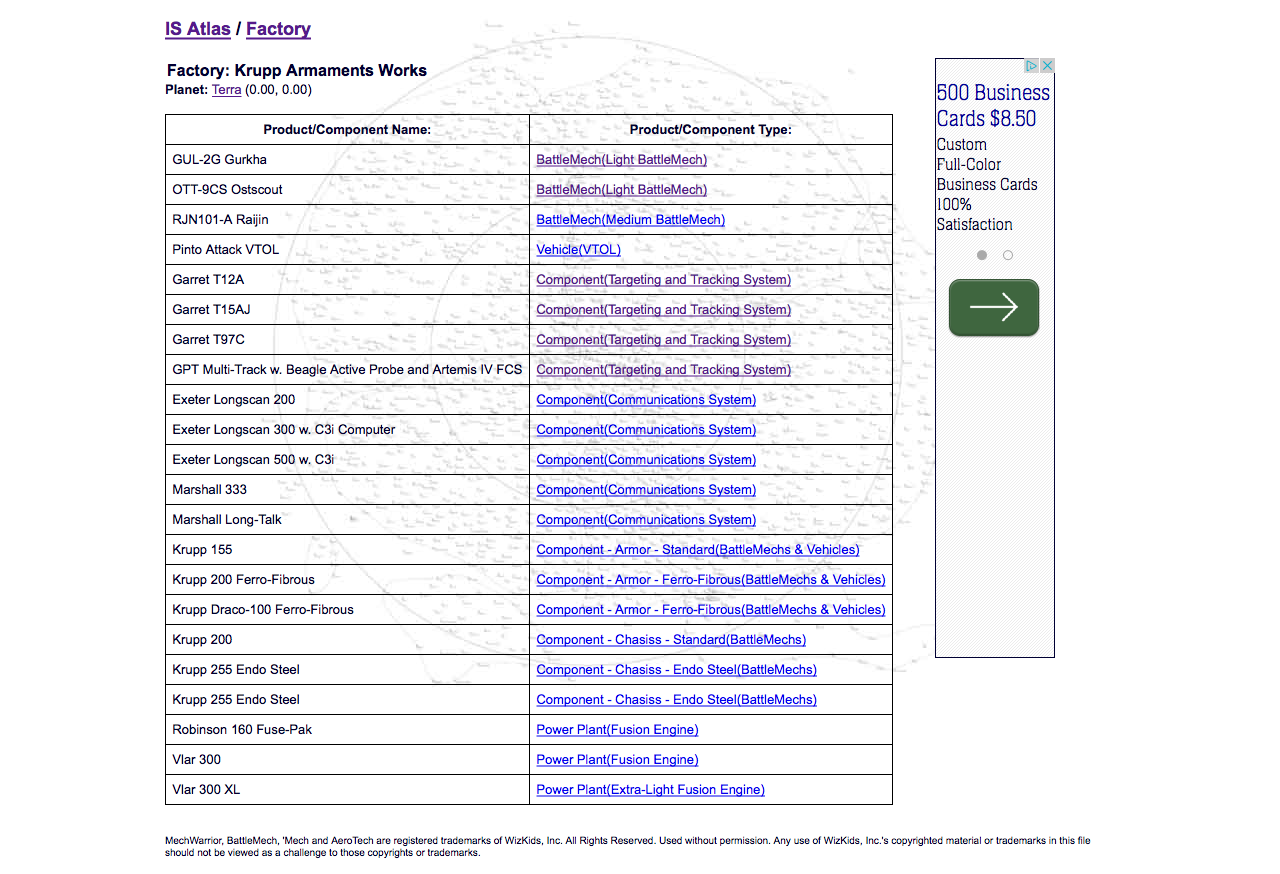 IS Atlas / Factory
Factory: Krupp Armaments Works
Planet: Terra (0.00, 0.00)
Product/Component Name: Product/Component Type:
GUL-2G Gurkha BattleMech(Light BattleMech)
OTT-9CS Ostscout BattleMech(Light BattleMech)
RJN101-A Raijin BattleMech(Medium BattleMech)
Pinto Attack VTOL Vehicle(VTOL)
Garret T12A Component(Targeting and Tracking System)
Garret T15AJ Component(Targeting and Tracking System)
Garret T97C Component(Targeting and Tracking System)
GPT Multi-Track w. Beagle Active Probe and Artemis IV FCS Component(Targeting and Tracking System)
Exeter Longscan 200 Component(Communications System)
Exeter Longscan 300 w. C3i Computer Component(Communications System)
Exeter Longscan 500 w. C3i Component(Communications System)
Marshall 333 Component(Communications System)
Marshall Long-Talk Component(Communications System)
Krupp 155 Component - Armor - Standard(BattleMechs & Vehicles)
Krupp 200 Ferro-Fibrous Component - Armor - Ferro-Fibrous(BattleMechs & Vehicles)
Krupp Draco-100 Ferro-Fibrous Component - Armor - Ferro-Fibrous(BattleMechs & Vehicles)
Krupp 200 Component - Chasiss - Standard(BattleMechs)
Krupp 255 Endo Steel Component - Chasiss - Endo Steel(BattleMechs)
Krupp 255 Endo Steel Component - Chasiss - Endo Steel(BattleMechs)
Robinson 160 Fuse-Pak Power Plant(Fusion Engine)
Vlar 300 Power Plant(Fusion Engine)
Vlar 300 XL Power Plant(Extra-Light Fusion Engine)
500 Business
Cards $8.50
Custom
Full-Color
Business Cards
100%
Satisfaction
MechWarrior, BattleMech, 'Mech and AeroTech are registered trademarks of WizKids, Inc. All Rights Reserved. Used without permission. Any use of WizKids, Inc.'s copyrighted material or trademarks in this file
should not be viewed as a challenge to those copyrights or trademarks.